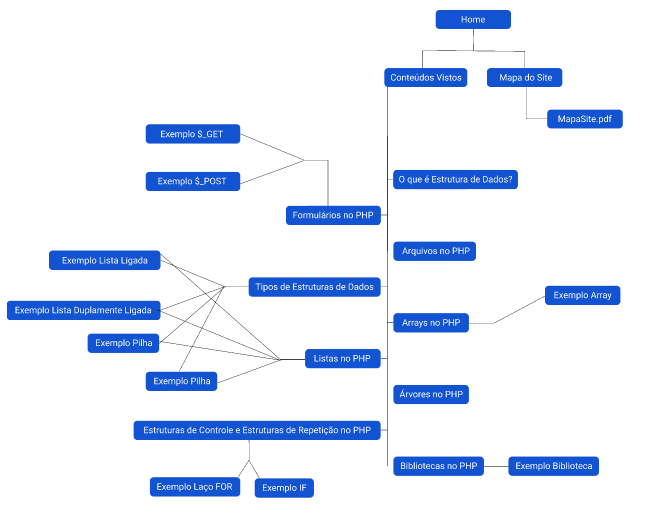 Home
Conteúdos Vistos
Mapa do Site
MapaSite.pdf
Exemplo $_GET
Exemplo $_POST
O que é Estrutura de Dados?
Formulários no PHP
Arquivos no PHP
Exemplo Lista Ligada
Tipos de Estruturas de Dados
Exemplo Array
Exemplo Lista Duplamente Ligada
Arrays no PHP
Exemplo Pilha
Listas no PHP
Exemplo Pilha
Árvores no PHP
Estruturas de Controle e Estruturas de Repetição no PHP
Bibliotecas no PHP
Exemplo Biblioteca
Exemplo Laço FOR
Exemplo IF